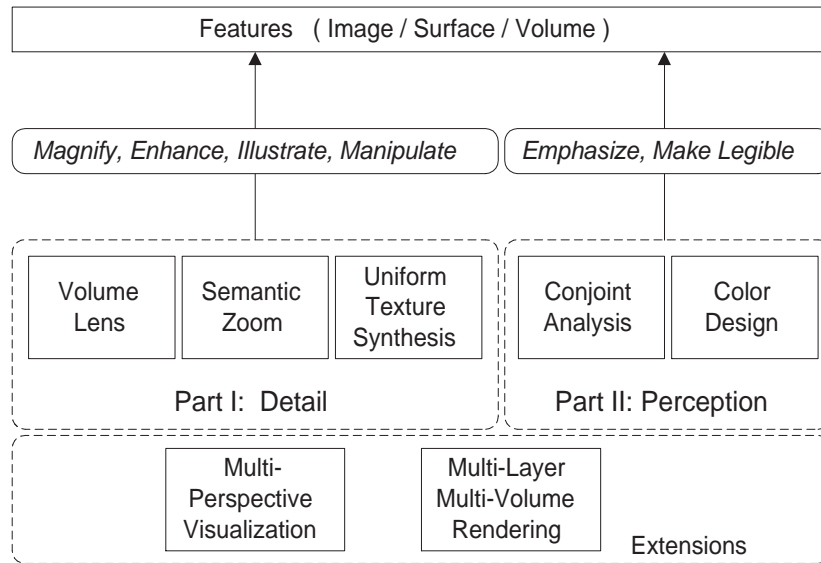 Features ( Image / Surface / Volume )
Magnify, Enhance, Illustrate, Manipulate
Emphasize, Make Legible
Volume
Lens
Semantic
Zoom
Uniform
Texture
Synthesis
Conjoint
Analysis
Color
Design
Part I: Detail
Part II: Perception
Multi-
Perspective
Visualization
Multi-Layer
Multi-Volume
Rendering
Extensions